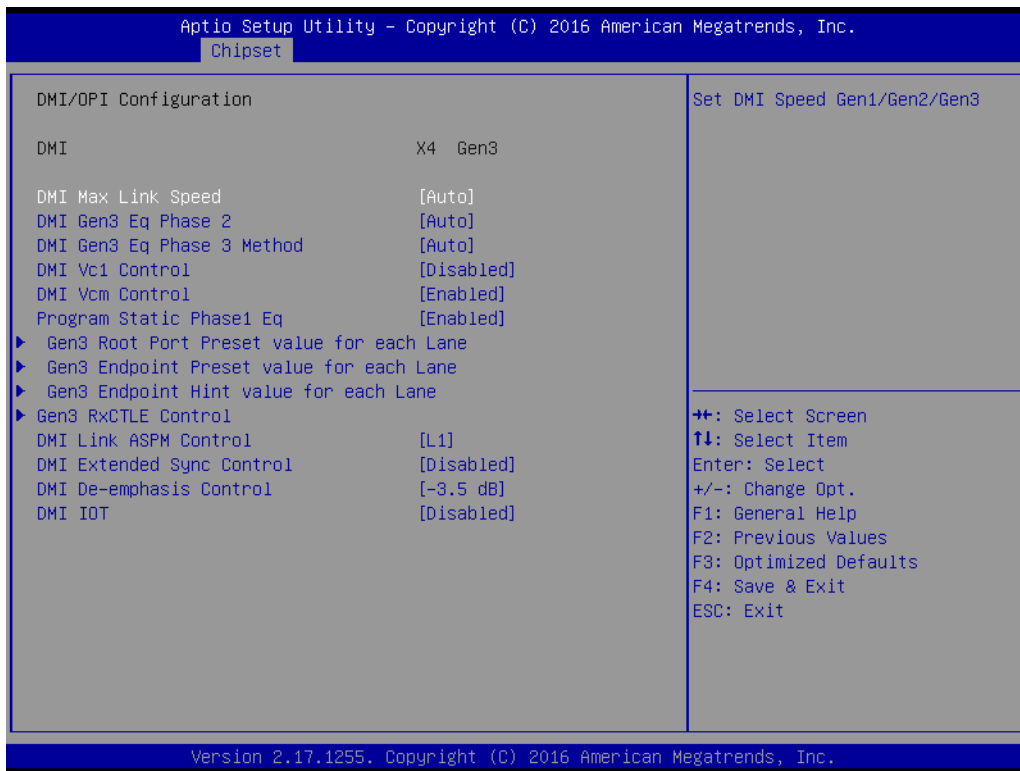 Aptio Setup Utility – Copyright (C) 2016 American Megatrends, Inc.
Chipset
DMI/OPI Configuration
DMI X4 Gen3
DMI Max Link Speed [Auto]
DMI Gen3 Eq Phase 2 [Auto]
DMI Gen3 Eq Phase 3 Method [Auto]
DMI Vc1 Control [Disabled]
DMI Vcm Control [Enabled]
Program Static Phase1 Eq [Enabled]
Gen3 Root Port Preset value for each Lane
Gen3 Endpoint Preset value for each Lane
Gen3 Endpoint Hint value for each Lane
Gen3 RxCTLE Control
DMI Link ASPM Control [L1]
DMI Extended Sync Control [Disabled]
DMI De-emphasis Control [-3.5 dB]
DMI IOT [Disabled]
Set DMI Speed Gen1/Gen2/Gen3
→←: Select Screen
↑↓: Select Item
Enter: Select
+/-: Change Opt.
F1: General Help
F2: Previous Values
F3: Optimized Defaults
F4: Save & Exit
ESC: Exit
Version 2.17.1255. Copyright (C) 2016 American Megatrends, Inc.